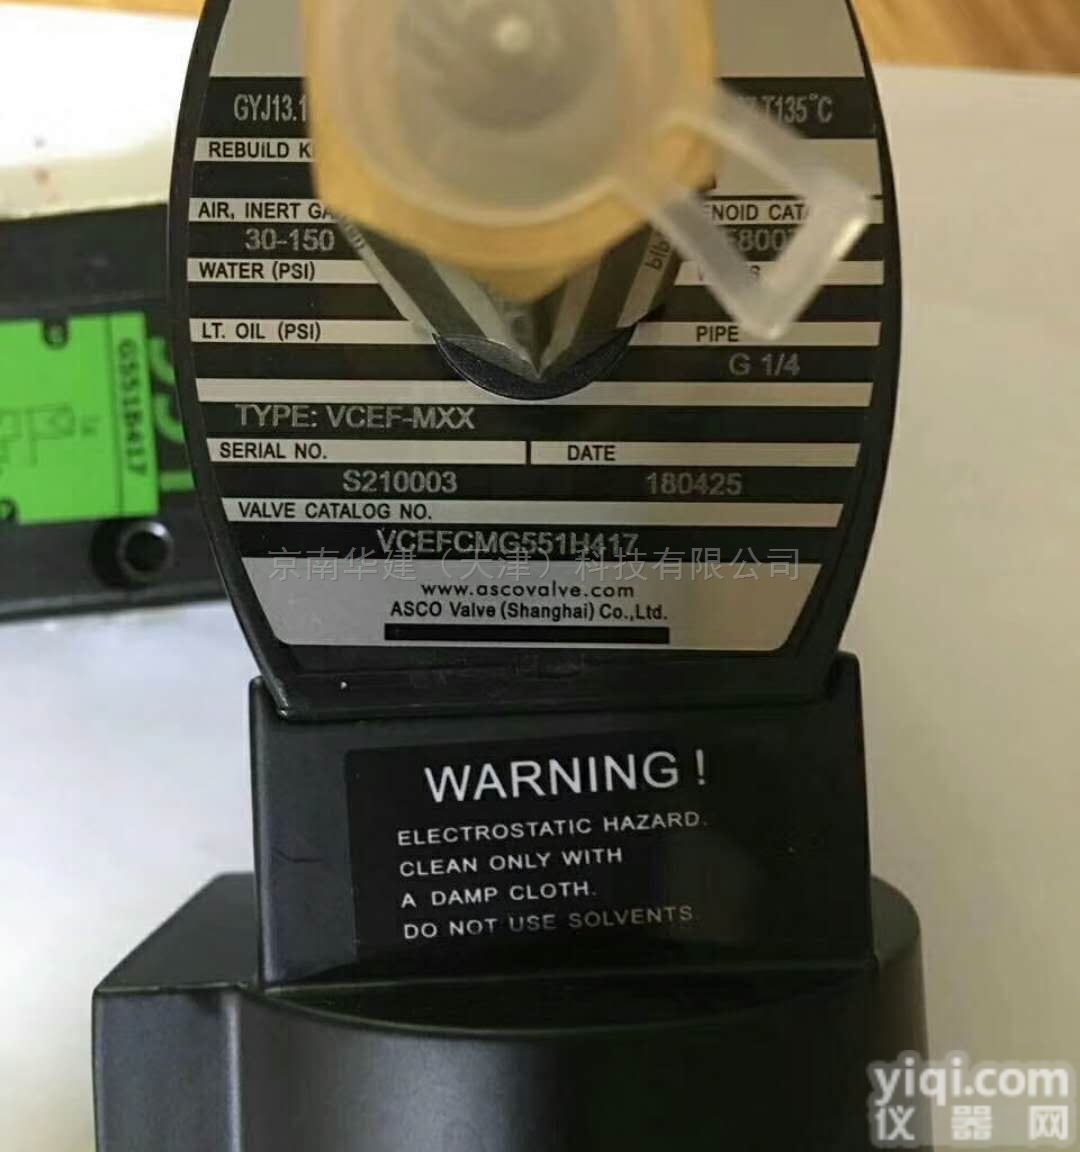 GYJ13.1
T135°C
REBUILD
AIR, INERT
30-150
WATER (PSI)
LT. OIL (PSI)
PIPE
G 1/4
TYPE: VCEF-MXX
SERIAL NO.
DATE
S210003
180425
VALVE CATALOG NO.
VCEFCMG551H417
京南华建（天津）科技有限公司
www.ascovalve.com
ASCO Valve (Shanghai) Co.,Ltd.
G551B417
WARNING !
ELECTROSTATIC HAZARD.
CLEAN ONLY WITH
A DAMP CLOTH.
DO NOT USE SOLVENTS.
yiqi.com
仪器网